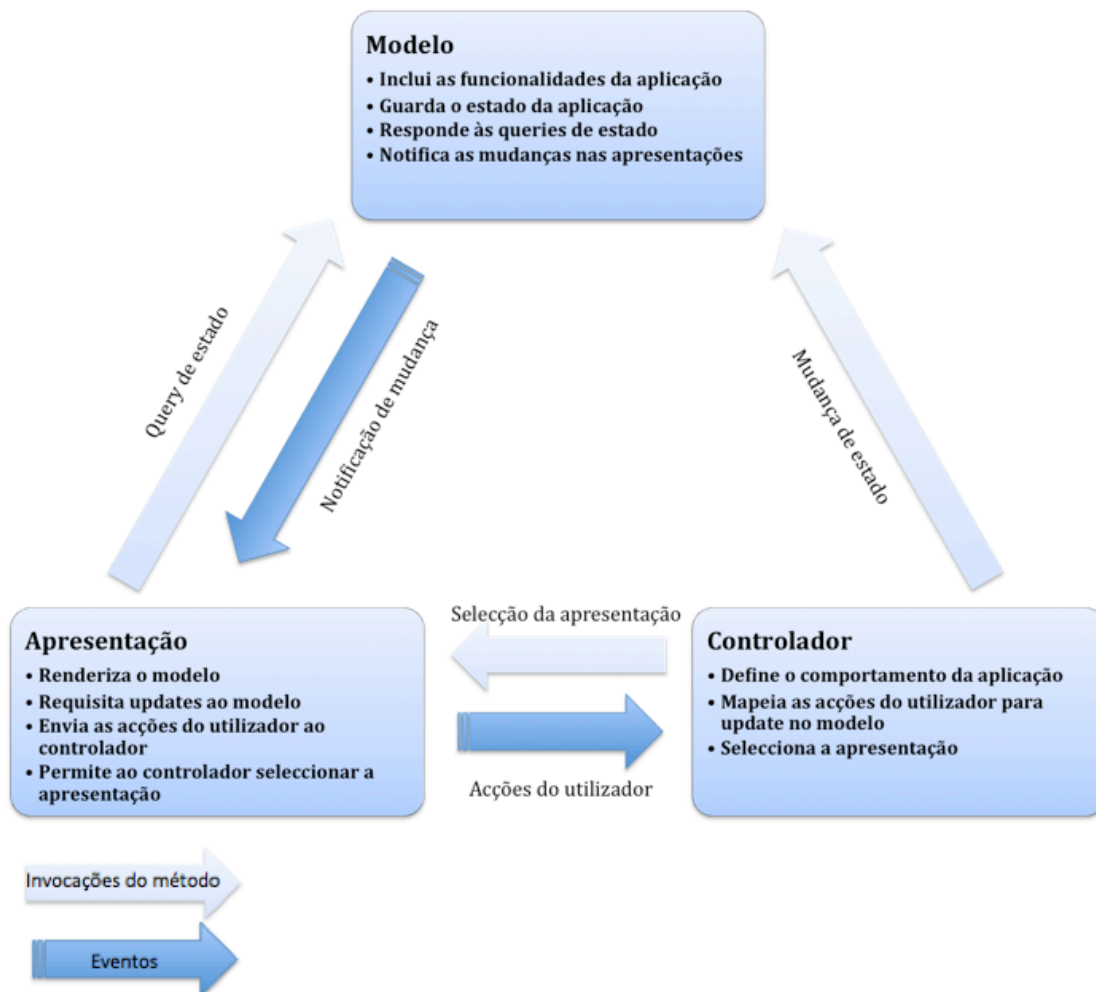 Modelo
• Inclui as funcionalidades da aplicação
• Guarda o estado da aplicação
• Responde às queries de estado
• Notifica as mudanças nas apresentações
Query de estado
Notificação de mudança
Mudança de estado
Apresentação
• Renderiza o modelo
• Requisita updates ao modelo
• Envia as acções do utilizador ao
controlador
• Permite ao controlador seleccionar a
apresentação
Selecção da apresentação
Acções do utilizador
Controlador
• Define o comportamento da aplicação
• Mapeia as acções do utilizador para
update no modelo
• Selecciona a apresentação
Invocações do método
Eventos